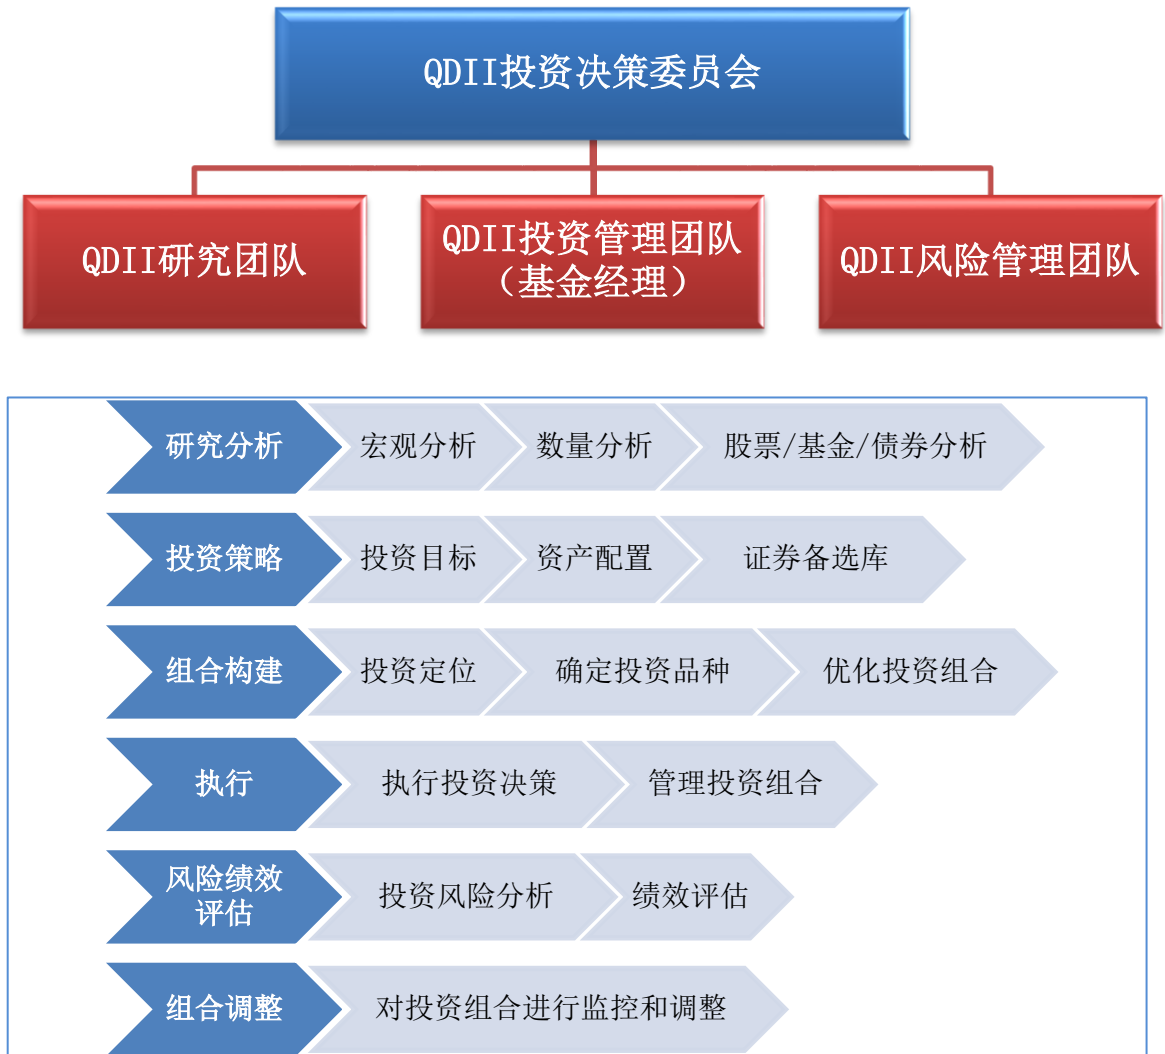 QDII投资决策委员会
QDII研究团队
QDII投资管理团队
（基金经理）
QDII风险管理团队
研究分析 宏观分析 数量分析 股票/基金/债券分析
投资策略 投资目标 资产配置 证券备选库
组合构建 投资定位 确定投资品种 优化投资组合
执行 执行投资决策 管理投资组合
风险绩效
评估 投资风险分析 绩效评估
组合调整 对投资组合进行监控和调整